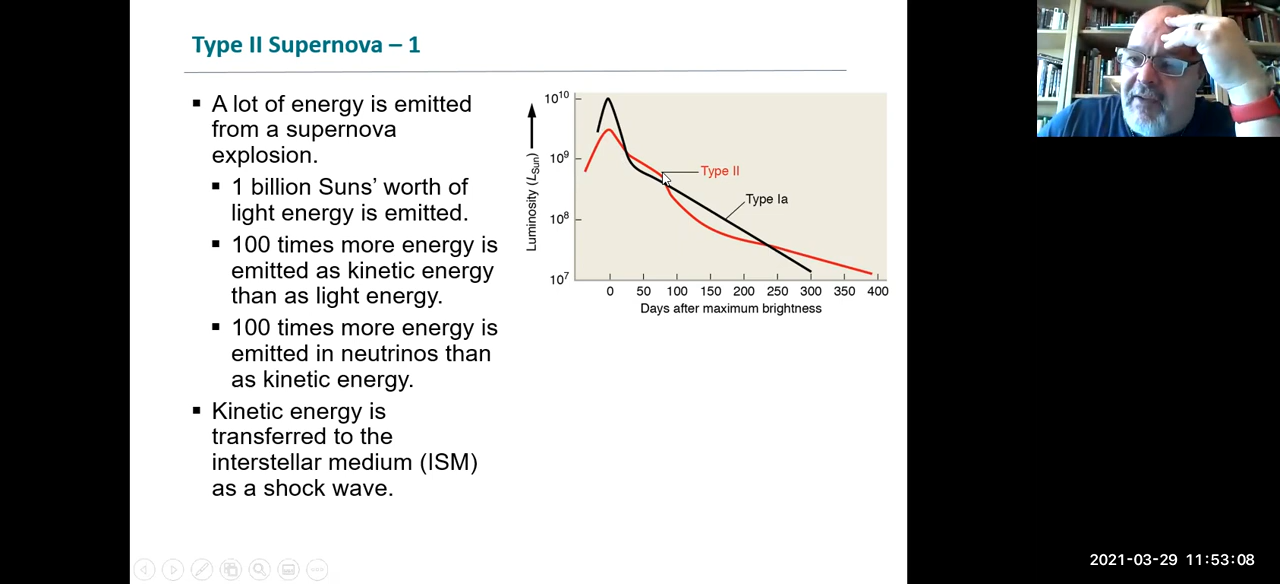 Type II Supernova – 1
▪ A lot of energy is emitted
from a supernova
explosion.
▪ 1 billion Suns’ worth of
light energy is emitted.
▪ 100 times more energy is
emitted as kinetic energy
than as light energy.
▪ 100 times more energy is
emitted in neutrinos than
as kinetic energy.
▪ Kinetic energy is
transferred to the
interstellar medium (ISM)
as a shock wave.
Luminosity (L_Sun)
10^10
10^9
10^8
10^7
Type II
Type Ia
0 50 100 150 200 250 300 350 400
Days after maximum brightness
2021-03-29 11:53:08